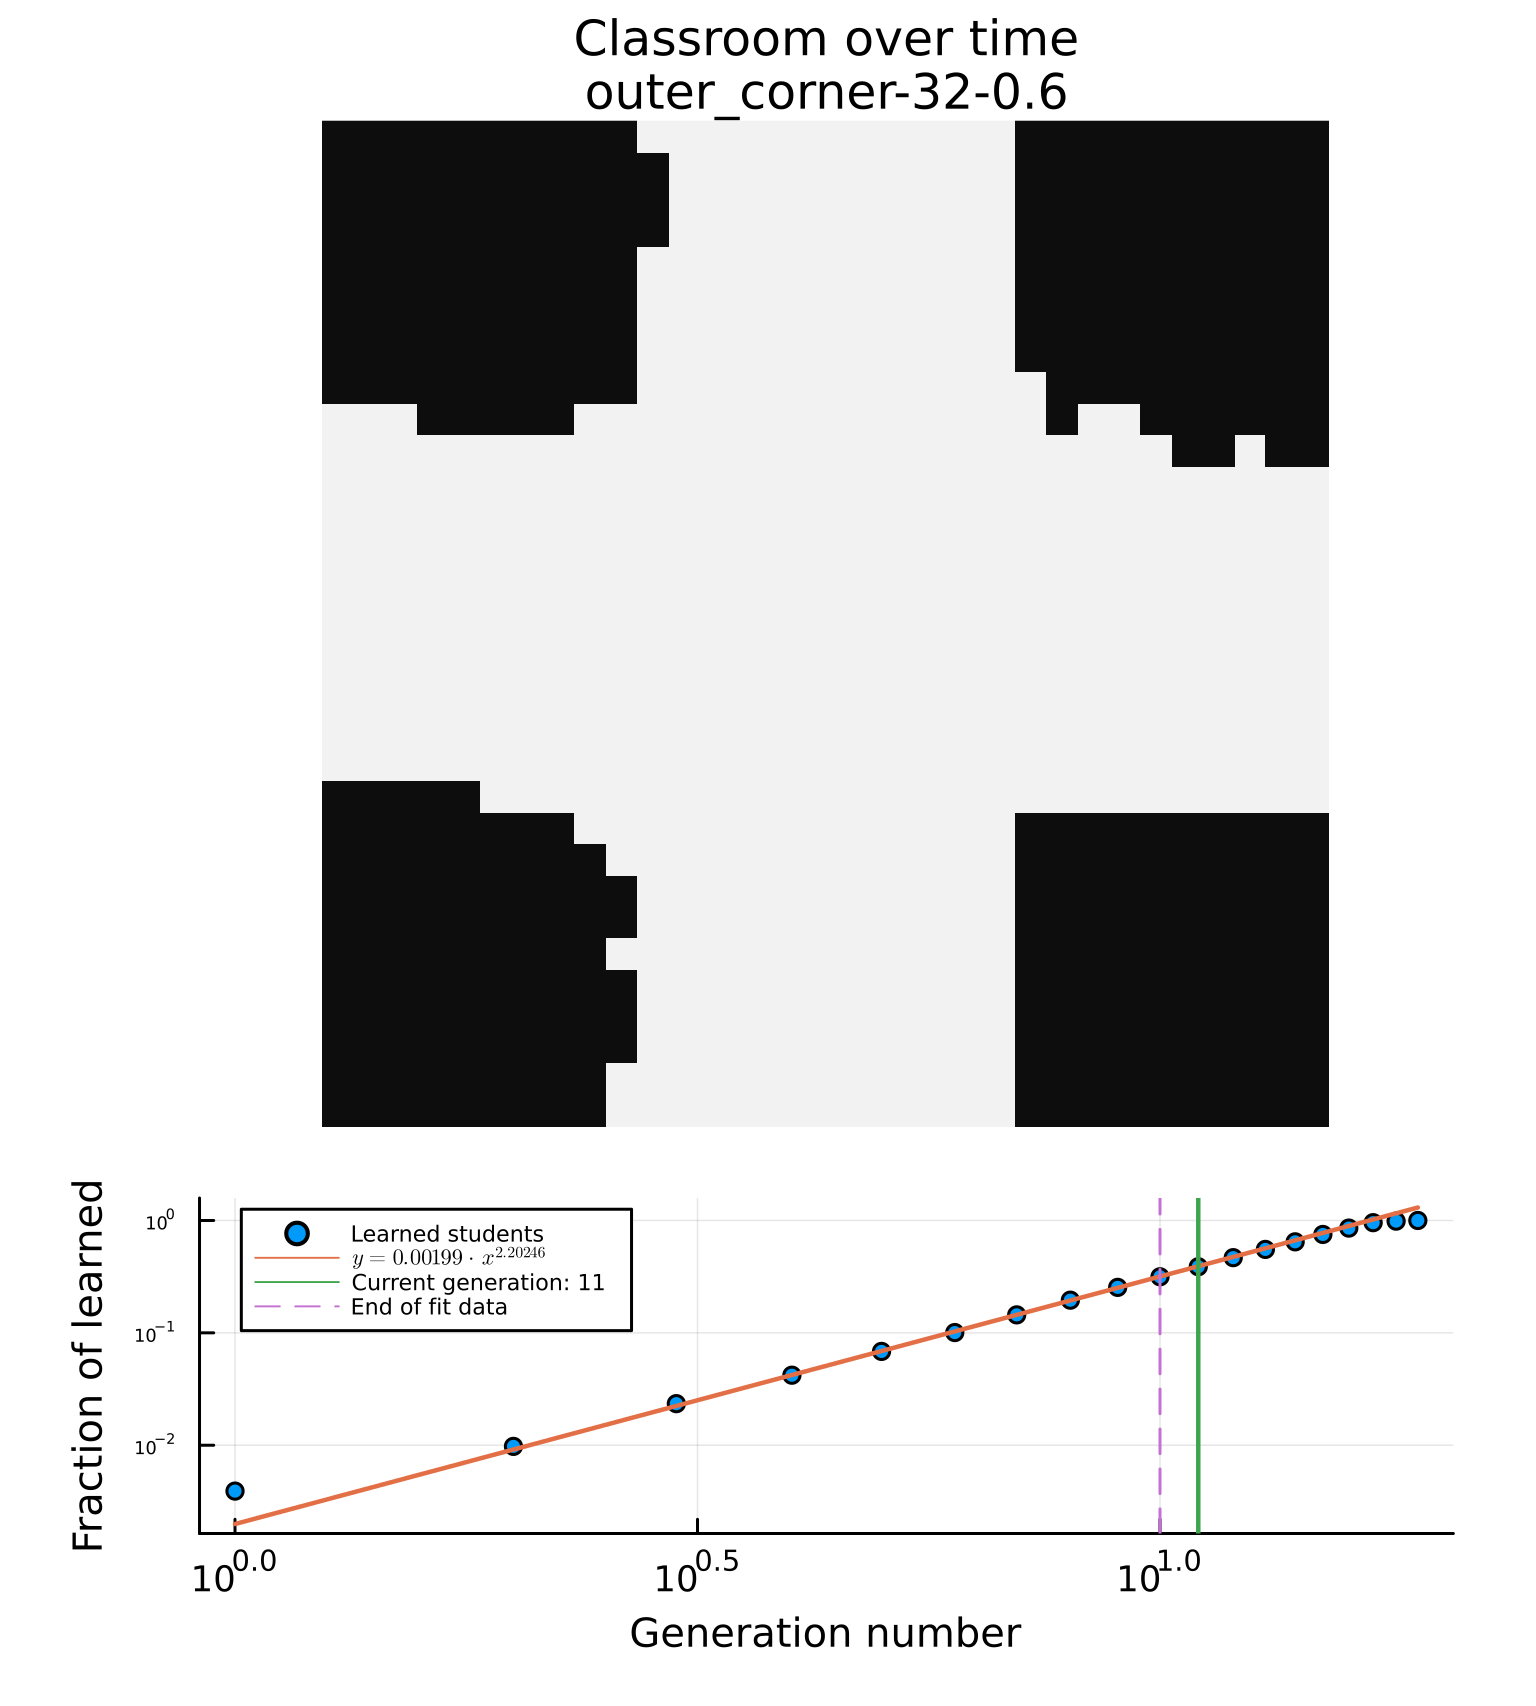 Classroom over time
outer_corner-32-0.6
Fraction of learned
10^0
10^−1
10^−2
Learned students
y = 0.00199 · x^2.20246
Current generation: 11
End of fit data
10^0.0 10^0.5 10^1.0
Generation number